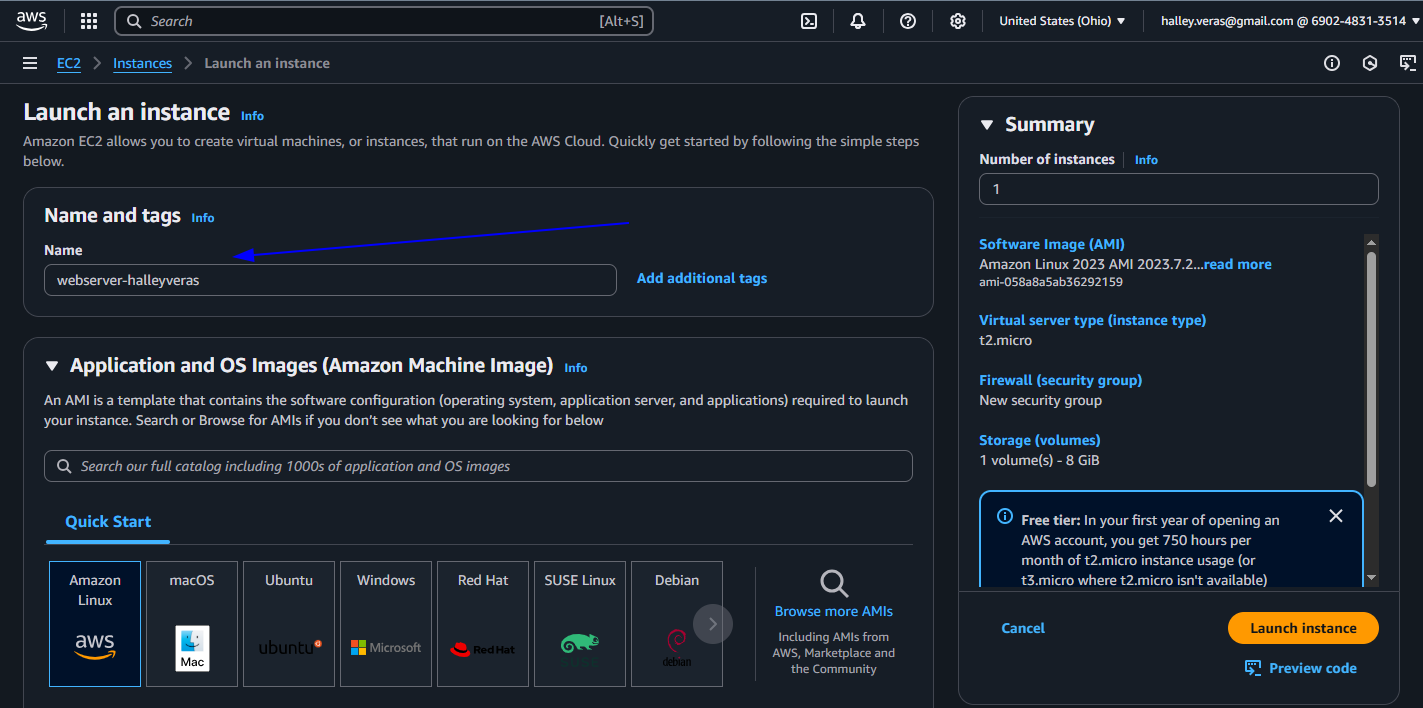 aws
Search
[Alt+S]
United States (Ohio)
halley.veras@gmail.com @ 6902-4831-3514
EC2
Instances
Launch an instance
Launch an instance
Info
Amazon EC2 allows you to create virtual machines, or instances, that run on the AWS Cloud. Quickly get started by following the simple steps
below.
Name and tags
Info
Name
webserver-halleyveras
Add additional tags
Application and OS Images (Amazon Machine Image)
Info
An AMI is a template that contains the software configuration (operating system, application server, and applications) required to launch
your instance. Search or Browse for AMIs if you don't see what you are looking for below
Search our full catalog including 1000s of application and OS images
Quick Start
Amazon
Linux
aws
macOS
Mac
Ubuntu
ubuntu
Windows
Microsoft
Red Hat
Red Hat
SUSE Linux
Debian
debian
Browse more AMIs
Including AMIs from
AWS, Marketplace and
the Community
Summary
Number of instances
Info
1
Software Image (AMI)
Amazon Linux 2023 AMI 2023.7.2...read more
ami-058a8a5ab36292159
Virtual server type (instance type)
t2.micro
Firewall (security group)
New security group
Storage (volumes)
1 volume(s) - 8 GiB
Free tier: In your first year of opening an
AWS account, you get 750 hours per
month of t2.micro instance usage (or
t3.micro where t2.micro isn't available)
Cancel
Launch instance
Preview code